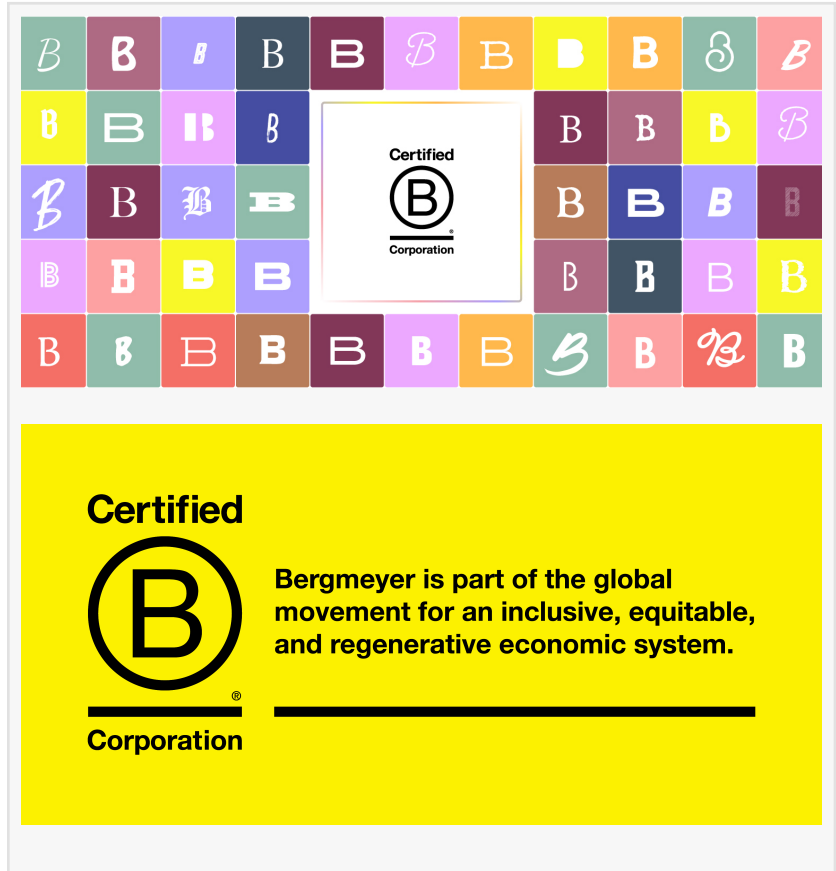 B B B B B B B B B B B
B B B B B B B B
Certified
B
®
Corporation
B B B B B B B B
B B B B B B B B
B B B B B B B B B B B
Certified
B
®
Corporation
Bergmeyer is part of the global
movement for an inclusive, equitable,
and regenerative economic system.